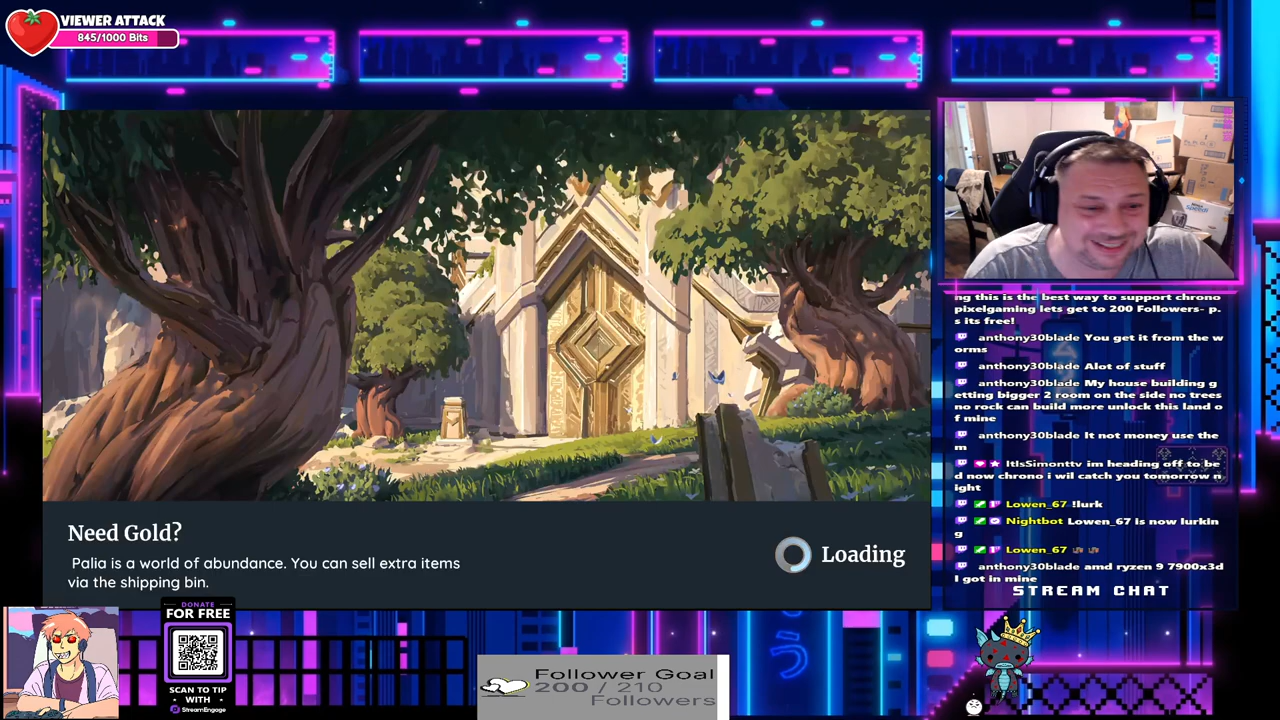 VIEWER ATTACK
845/1000 Bits
Need Gold?
Palia is a world of abundance. You can sell extra items
via the shipping bin.
Loading
ng this is the best way to support chrono
pixelgaming lets get to 200 Followers- p.
s its free!
anthony30blade You get it from the w
orms
anthony30blade Alot of stuff
anthony30blade My house building g
etting bigger 2 room on the side no trees
no rock can build more unlock this land o
f mine
anthony30blade It not money use the
m
ItIsSimonttv im heading off to be
d now chrono i wil catch you tomorrow n
ight
Lowen_67 !lurk
Nightbot Lowen_67 is now lurkin
g
Lowen_67
anthony30blade amd ryzen 9 7900x3d
I got in mine
STREAM CHAT
DONATE
FOR FREE
SCAN TO TIP
WITH
StreamEngage
Follower Goal
200 / 210
Followers
う